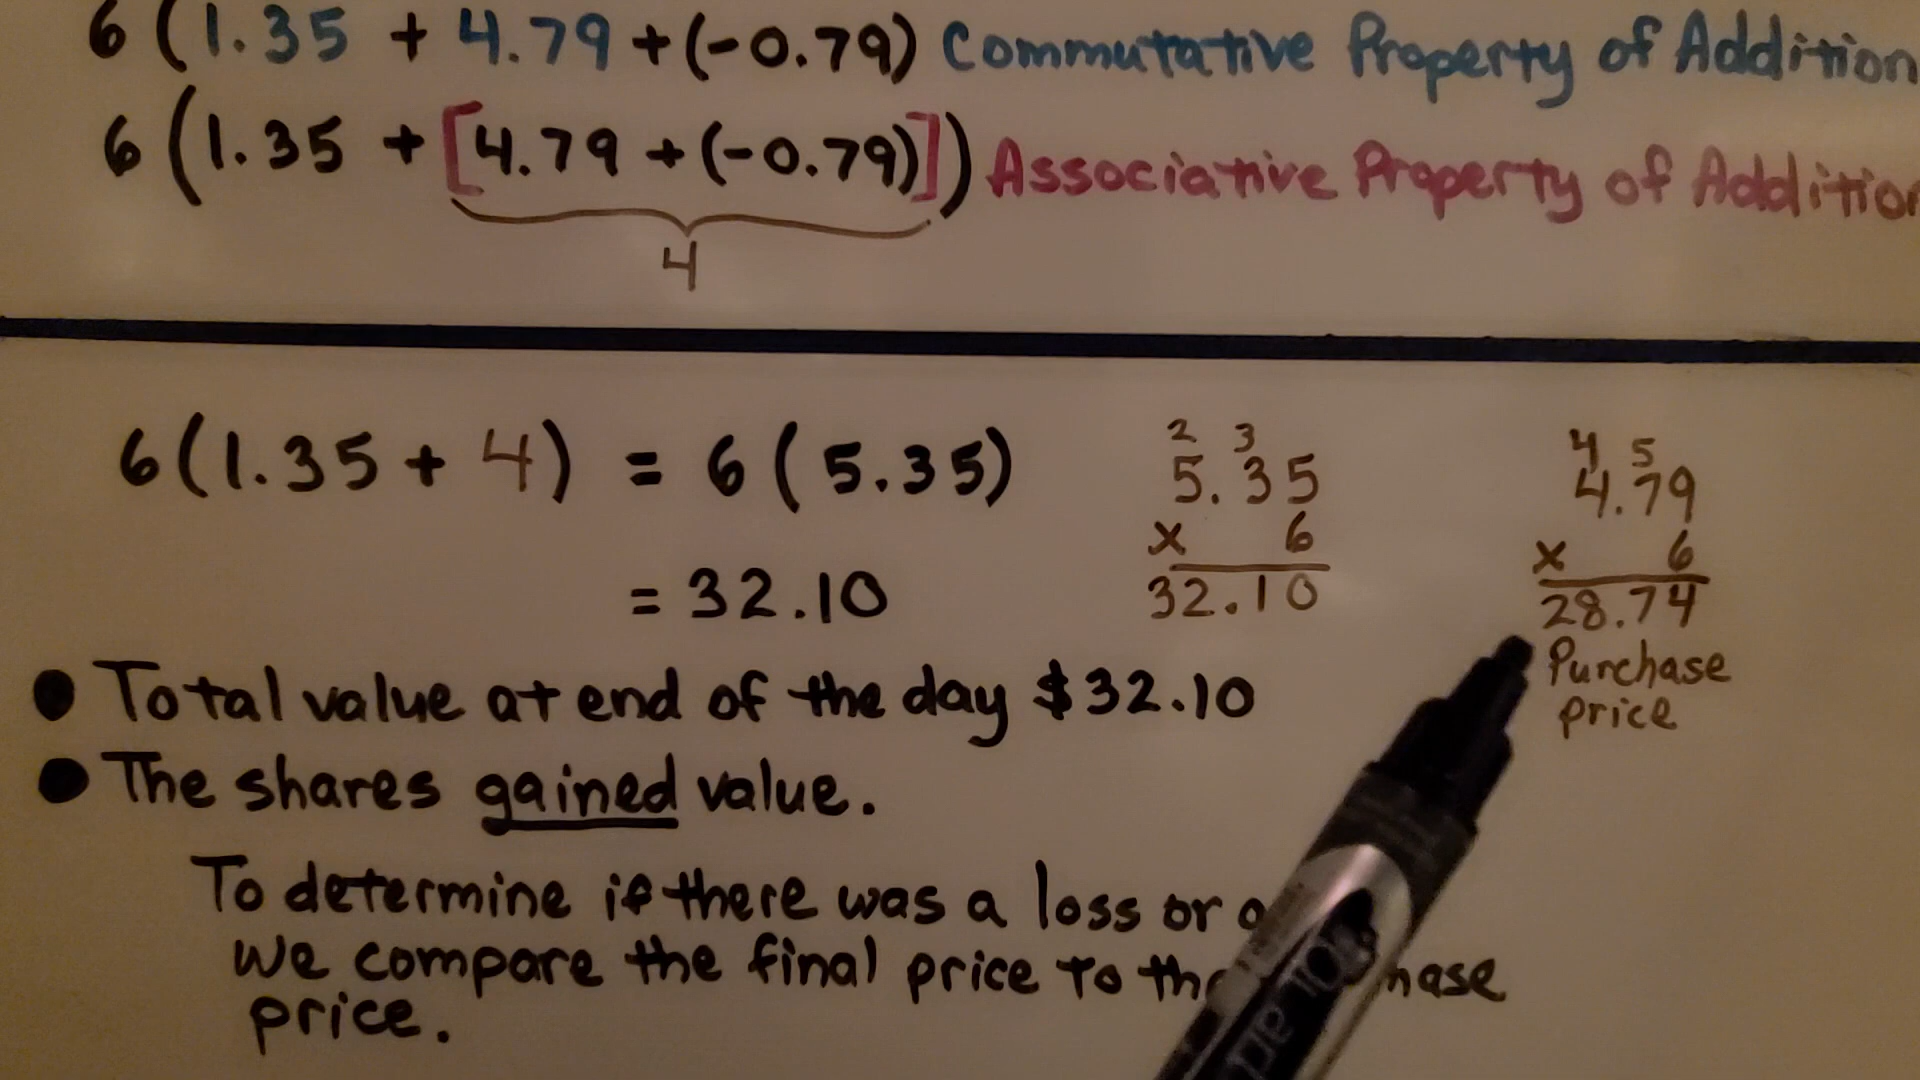 6 (1.35 + 4.79 + (-0.79) Commutative Property of Addition
6 (1.35 + [4.79 + (-0.79)]) Associative Property of Addition
4
6(1.35 + 4) = 6 (5.35)
= 32.10
2 3
5.35
x 6
32.10
4 5
4.79
x 6
28.74
Purchase
price
• Total value at end of the day $32.10
• The shares gained value.
To determine if there was a loss or
we compare the final price to
price.